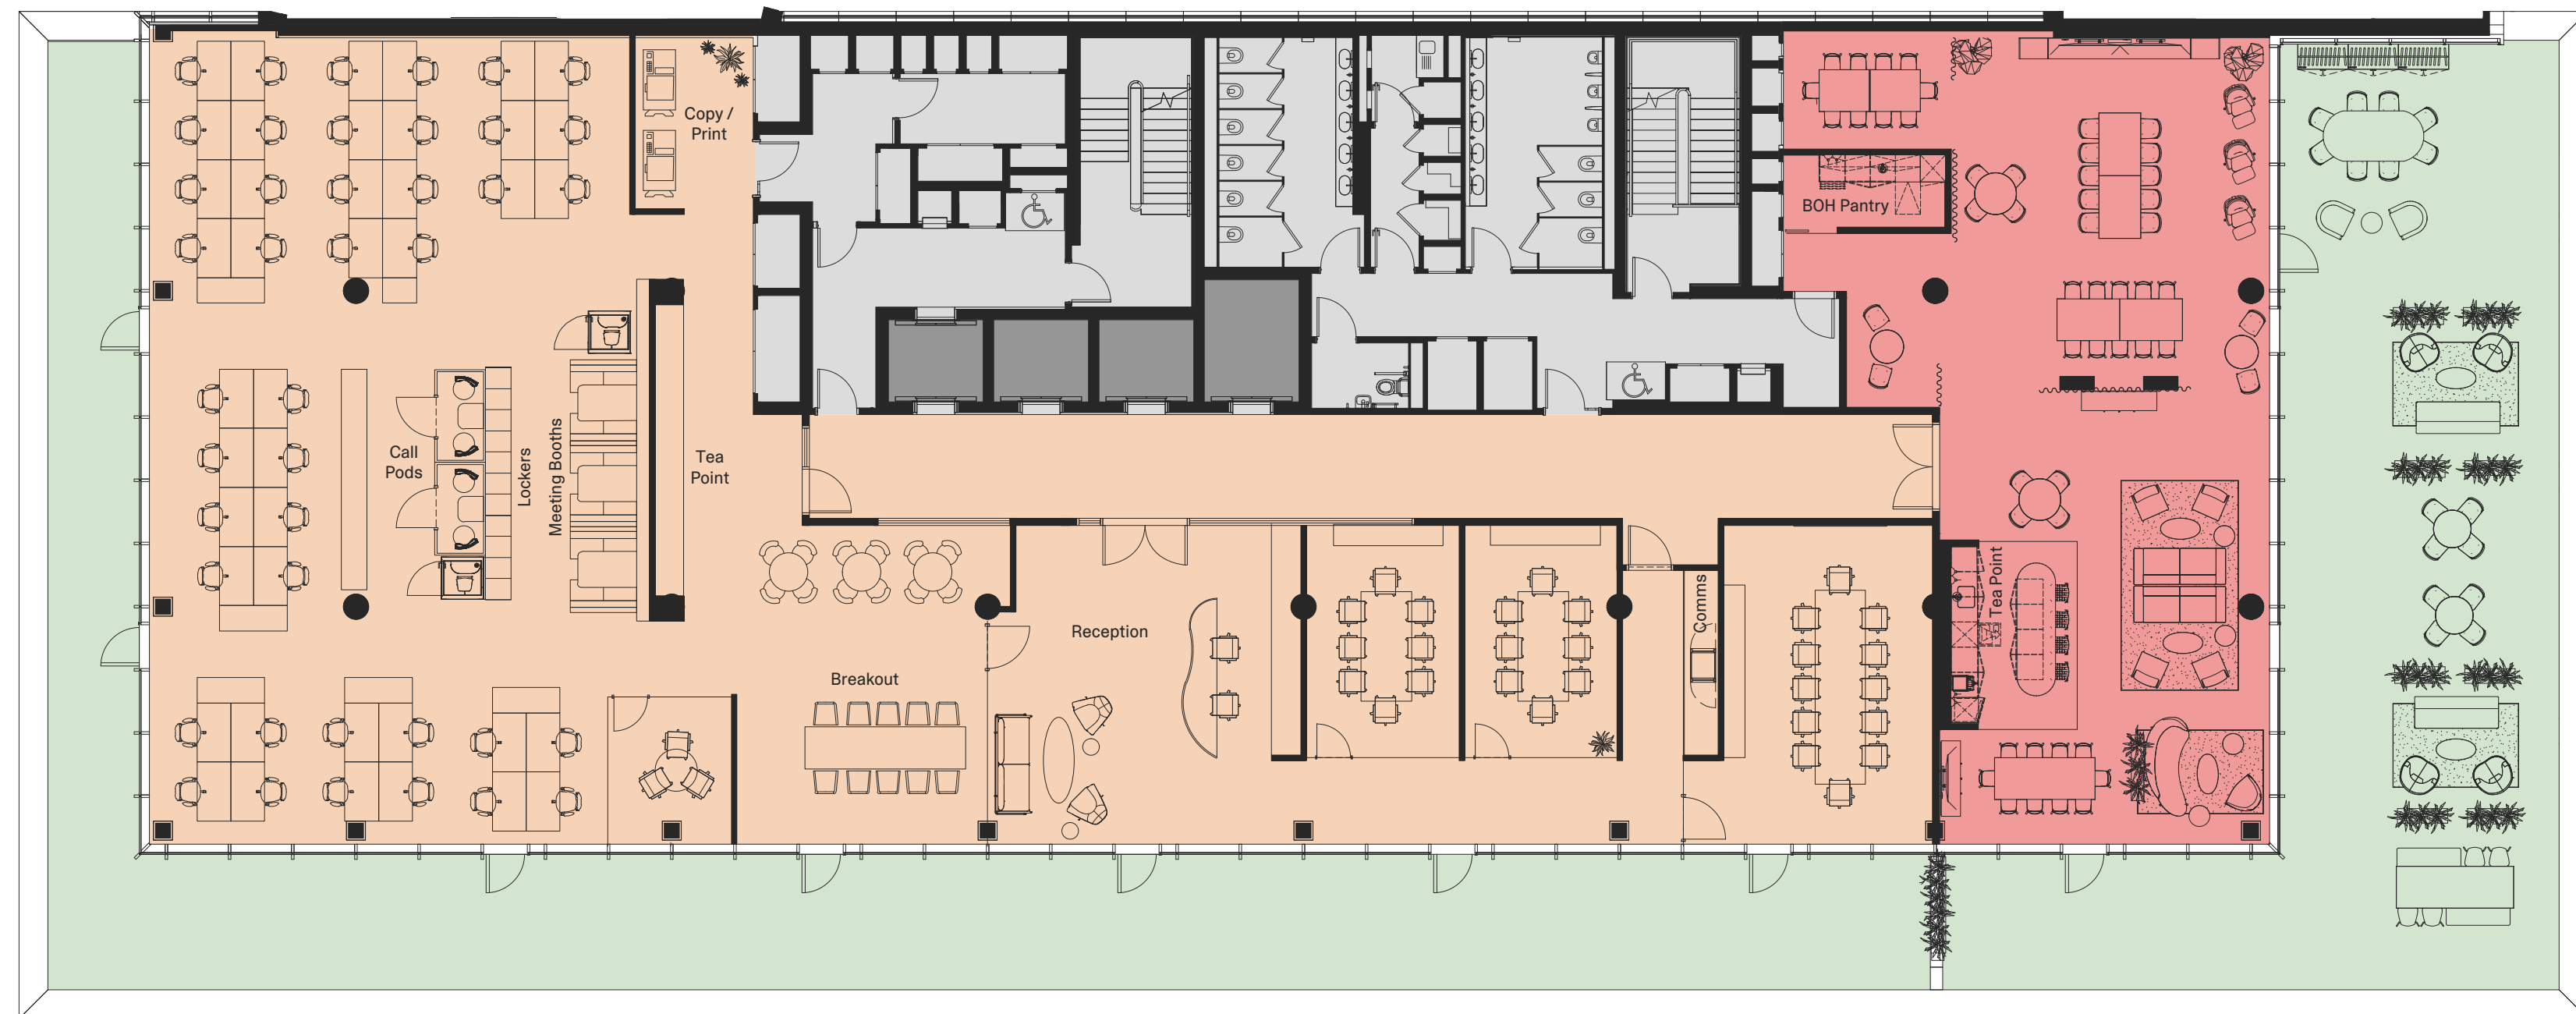 Copy /
Print
BOH Pantry
Call
Pods
Lockers
Meeting Booths
Tea
Point
Reception
Breakout
Comms
Tea Point